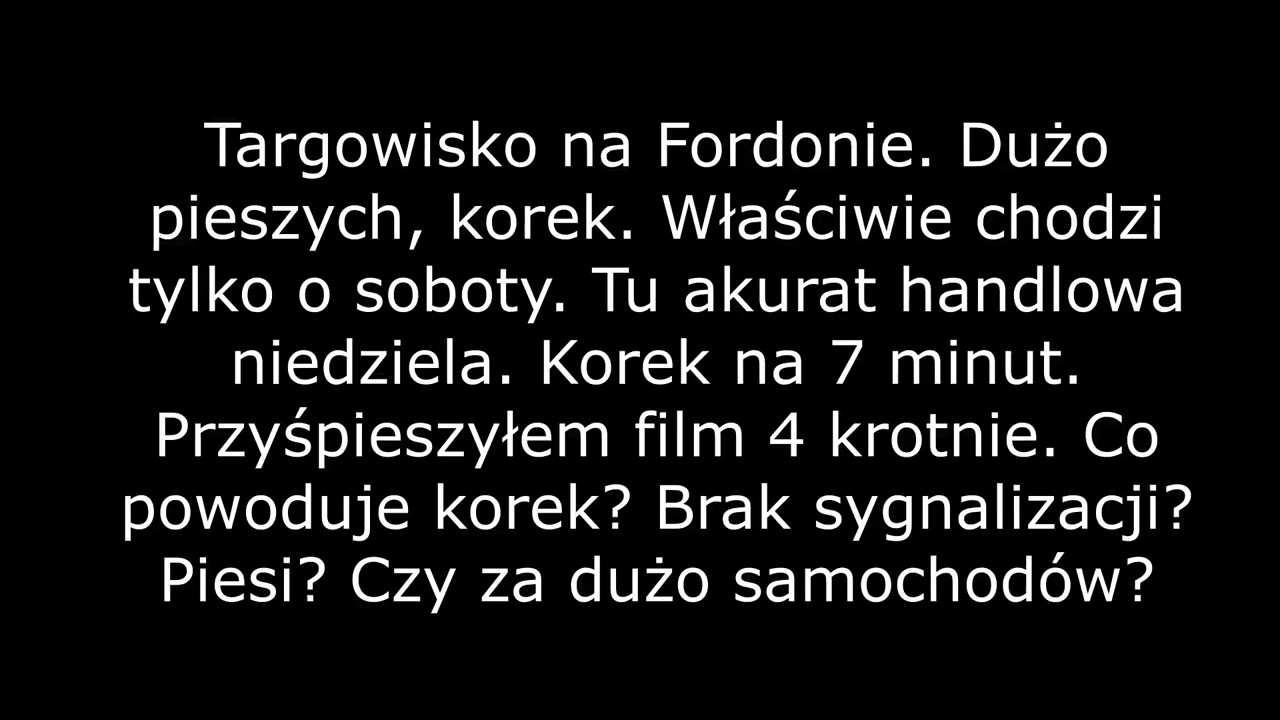 Targowisko na Fordonie. Dużo
pieszych, korek. Właściwie chodzi
tylko o soboty. Tu akurat handlowa
niedziela. Korek na 7 minut.
Przyśpieszyłem film 4 krotnie. Co
powoduje korek? Brak sygnalizacji?
Piesi? Czy za dużo samochodów?